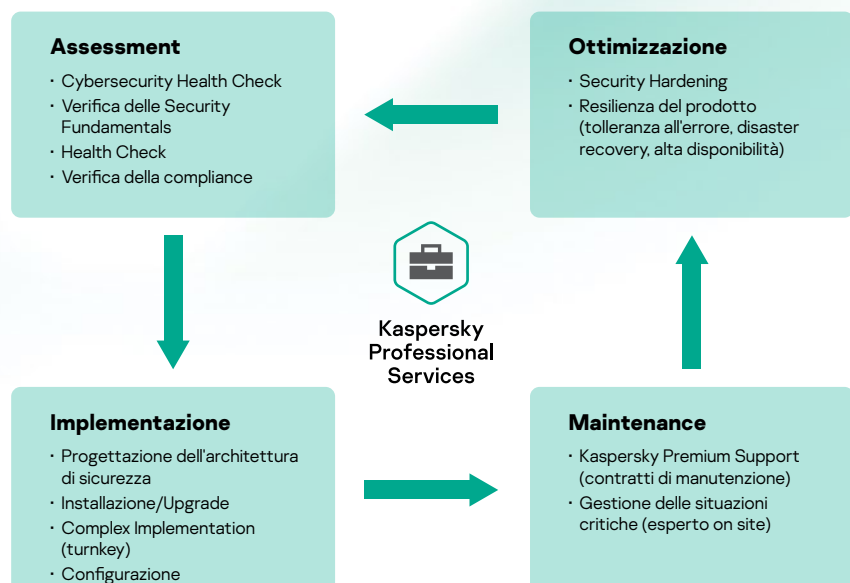 Assessment
· Cybersecurity Health Check
· Verifica delle Security
Fundamentals
· Health Check
· Verifica della compliance
Ottimizzazione
· Security Hardening
· Resilienza del prodotto
(tolleranza all'errore, disaster
recovery, alta disponibilità)
Kaspersky
Professional
Services
Implementazione
· Progettazione dell'architettura
di sicurezza
· Installazione/Upgrade
· Complex Implementation
(turnkey)
· Configurazione
Maintenance
· Kaspersky Premium Support
(contratti di manutenzione)
· Gestione delle situazioni
critiche (esperto on site)